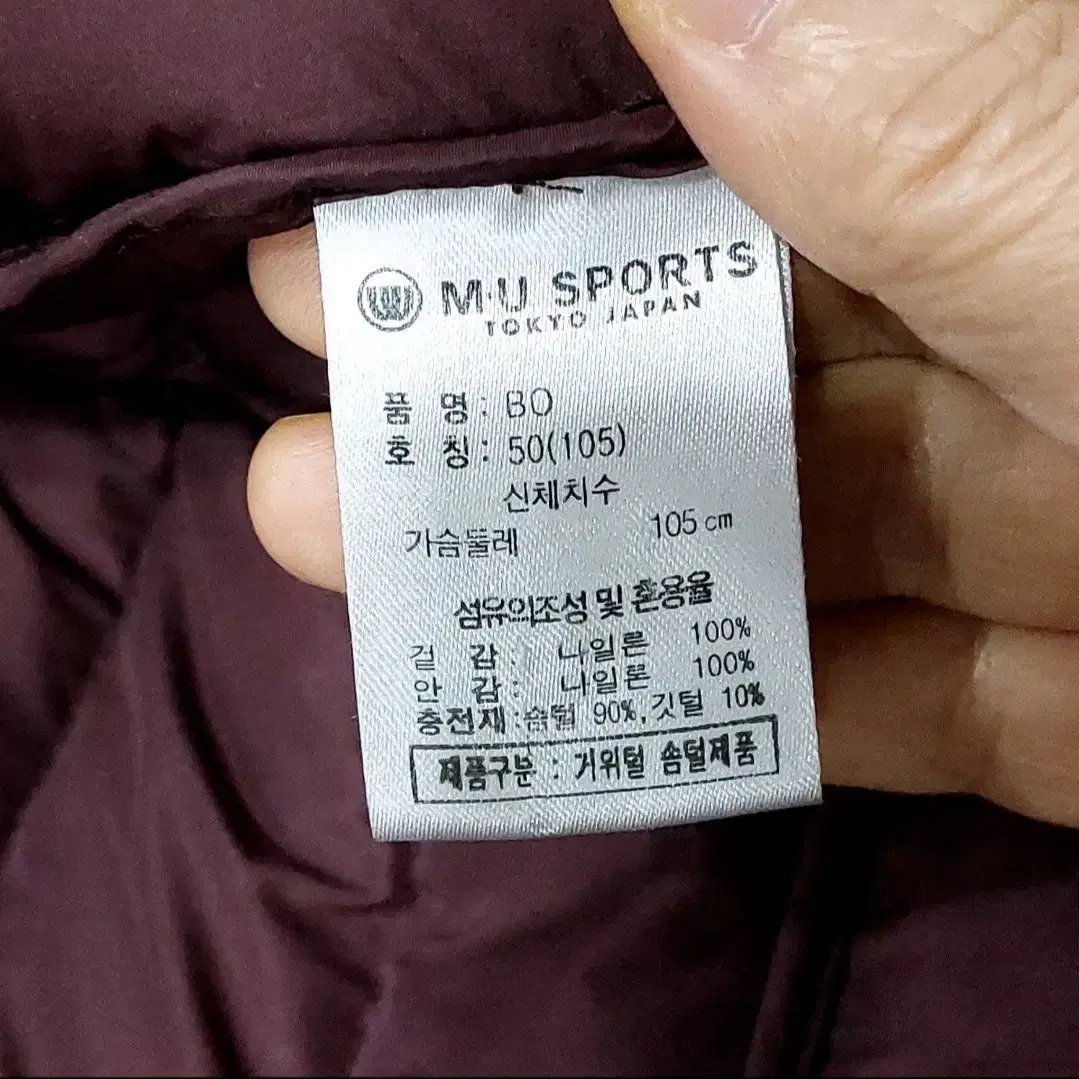 M·U SPORTS
TOKYO JAPAN
품 명 : BO
호 칭 : 50(105)
신체치수
가슴둘레 105 cm
섬유의조성 및 혼용율
겉 감 : 나일론 100%
안 감 : 나일론 100%
충전재 : 솜털 90%, 깃털 10%
제품구분 : 거위털 솜털제품